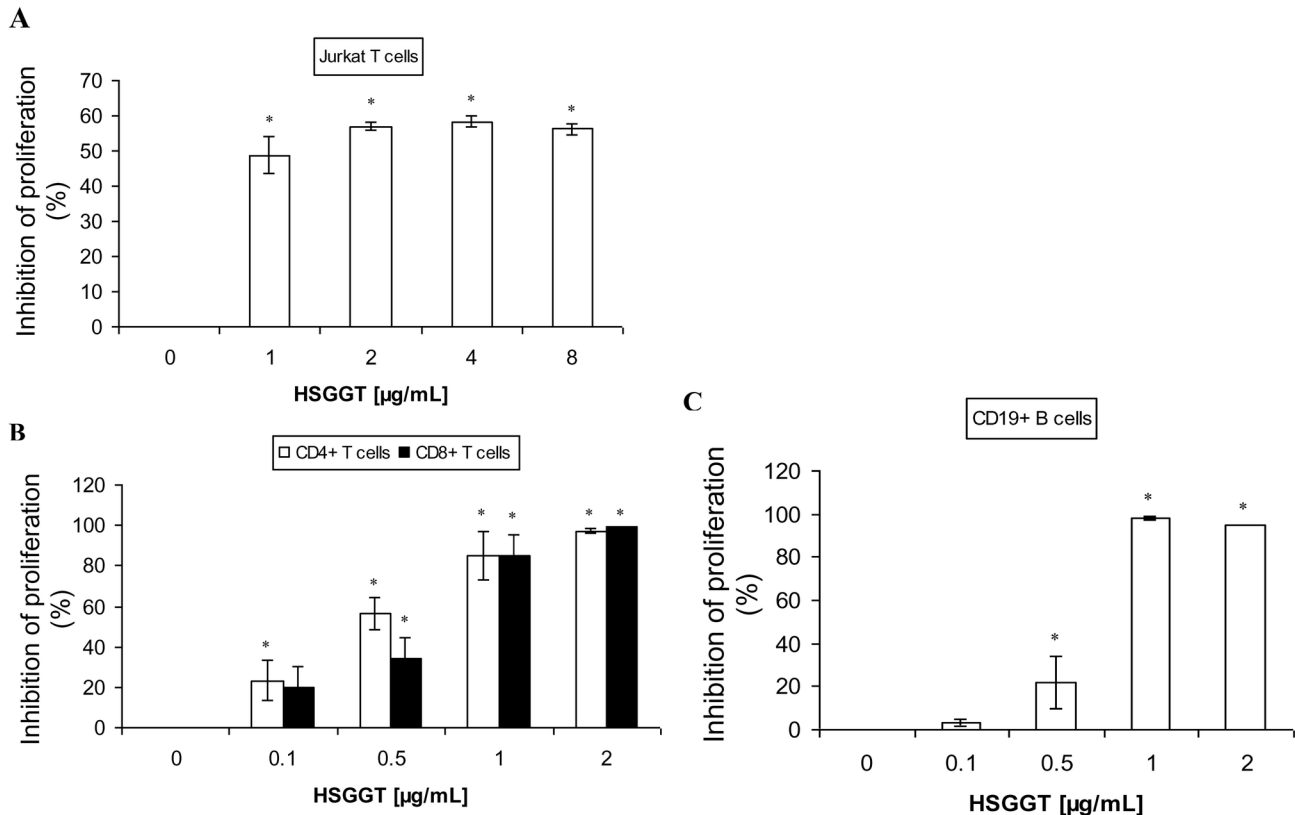 A
Jurkat T cells
Inhibition of proliferation
(%)
70
60
50
40
30
20
10
0
* * * *
0 1 2 4 8
HSGGT [µg/mL]
B
CD4+ T cells CD8+ T cells
Inhibition of proliferation
(%)
120
100
80
60
40
20
0
* * * * * * *
0 0.1 0.5 1 2
HSGGT [µg/mL]
C
CD19+ B cells
Inhibition of proliferation
(%)
120
100
80
60
40
20
0
* * *
0 0.1 0.5 1 2
HSGGT [µg/mL]